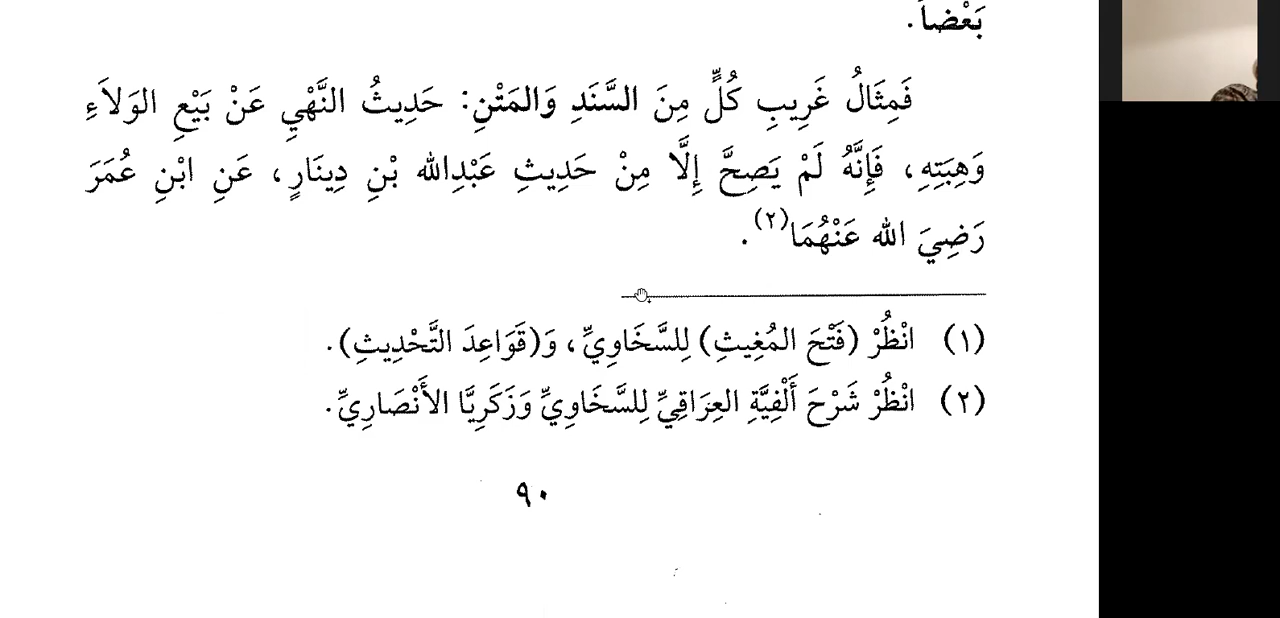 بَعْضاً.
فَمِثَالُ غَرِيبِ كُلٍّ مِنَ السَّنَدِ وَالمَتْنِ: حَدِيثُ النَّهْيِ عَنْ بَيْعِ الوَلاَءِ
وَهِبَتِهِ، فَإِنَّهُ لَمْ يَصِحَّ إِلَّا مِنْ حَدِيثِ عَبْدِالله بْنِ دِينَارٍ، عَنِ ابْنِ عُمَرَ
رَضِيَ الله عَنْهُمَا(٢).
(١) انْظُرْ (فَتْحَ المُغِيثِ) لِلسَّخَاوِيِّ، وَ(قَوَاعِدَ التَّحْدِيثِ).
(٢) انْظُرْ شَرْحَ أَلْفِيَّةِ العِرَاقِيِّ لِلسَّخَاوِيِّ وَزَكَرِيَّا الأَنْصَارِيِّ.
٩٠